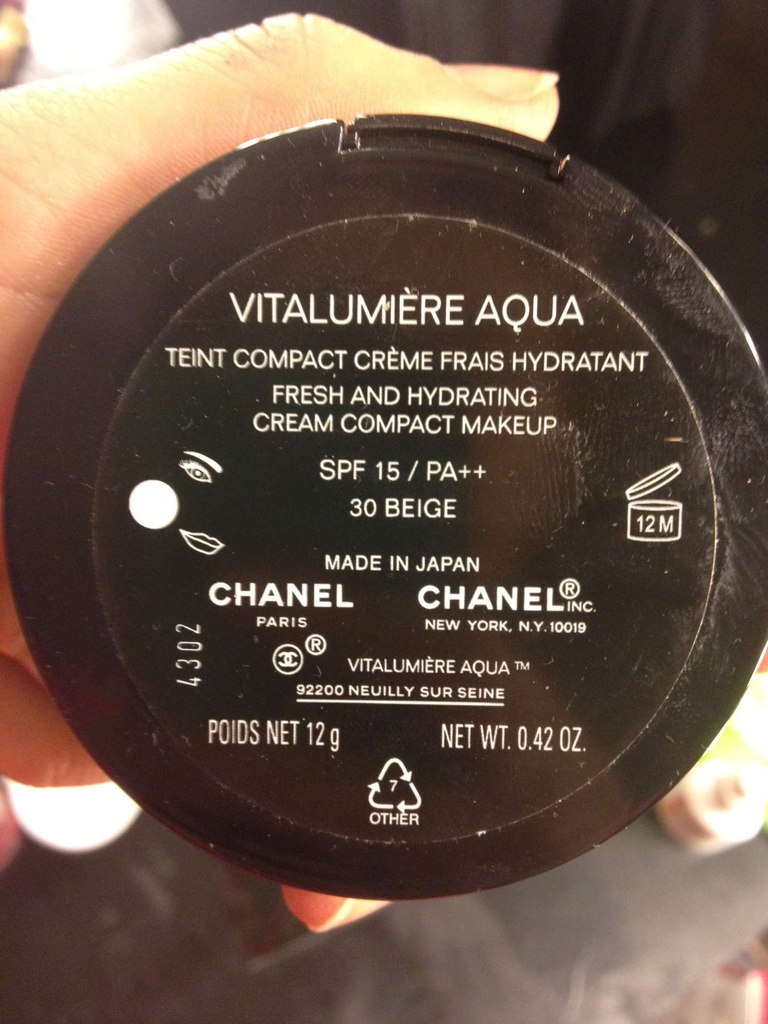 VITALUMIÈRE AQUA
TEINT COMPACT CRÈME FRAIS HYDRATANT
FRESH AND HYDRATING
CREAM COMPACT MAKEUP
SPF 15 / PA++
30 BEIGE
12 M
MADE IN JAPAN
CHANEL CHANEL® INC.
PARIS NEW YORK, N.Y. 10019
4302
® VITALUMIÈRE AQUA ™
92200 NEUILLY SUR SEINE
POIDS NET 12 g NET WT. 0.42 OZ.
7
OTHER